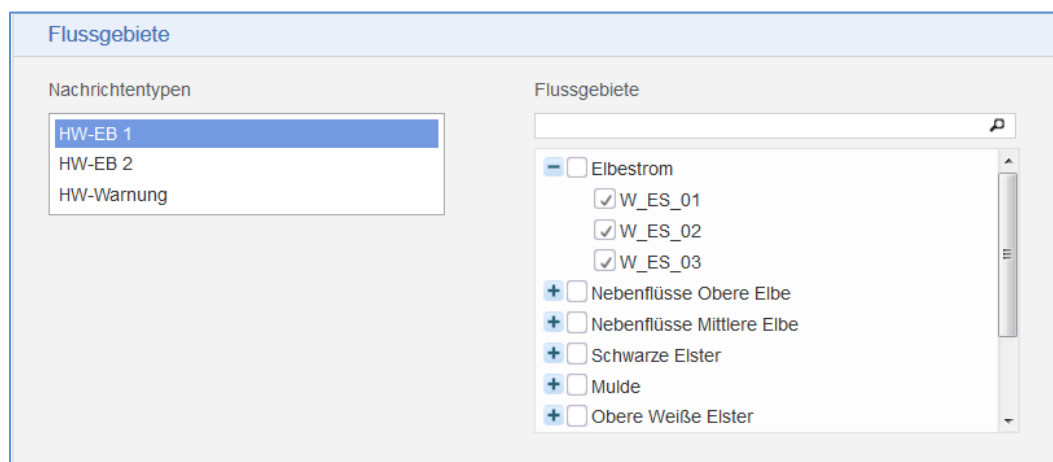 Flussgebiete
Nachrichtentypen
HW-EB 1
HW-EB 2
HW-Warnung
Flussgebiete
Elbestrom
W_ES_01
W_ES_02
W_ES_03
Nebenflüsse Obere Elbe
Nebenflüsse Mittlere Elbe
Schwarze Elster
Mulde
Obere Weiße Elster